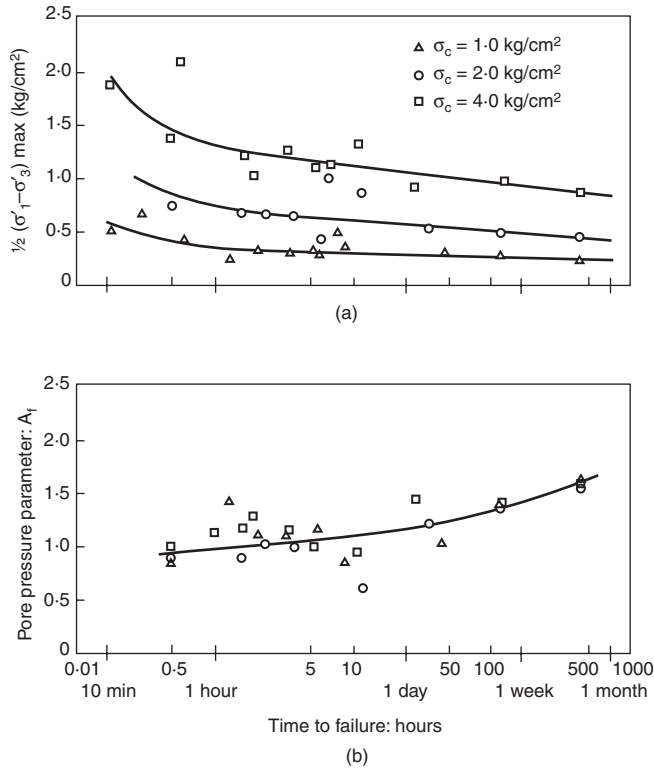 (a)
½ (σ′₁–σ′₃) max (kg/cm²)
2·5
2·0
1·5
1·0
0·5
0
σc = 1·0 kg/cm²
σc = 2·0 kg/cm²
σc = 4·0 kg/cm²
(b)
Pore pressure parameter: Af
2·5
2·0
1·5
1·0
0·5
0
0·01 0·5 5 10 50 100 500 1000
10 min 1 hour 1 day 1 week 1 month
Time to failure: hours